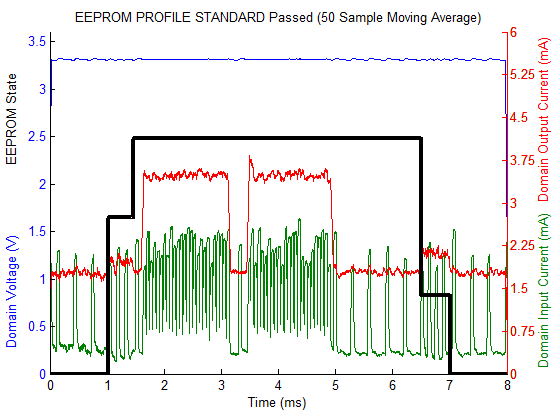 EEPROM PROFILE STANDARD Passed (50 Sample Moving Average)
EEPROM State
Domain Voltage (V)
3.5
3
2.5
2
1.5
1
0.5
0
6
5.25
4.5
3.75
3
2.25
1.5
0.75
0
Domain Output Current (mA)
Domain Input Current (mA)
0 1 2 3 4 5 6 7 8
Time (ms)